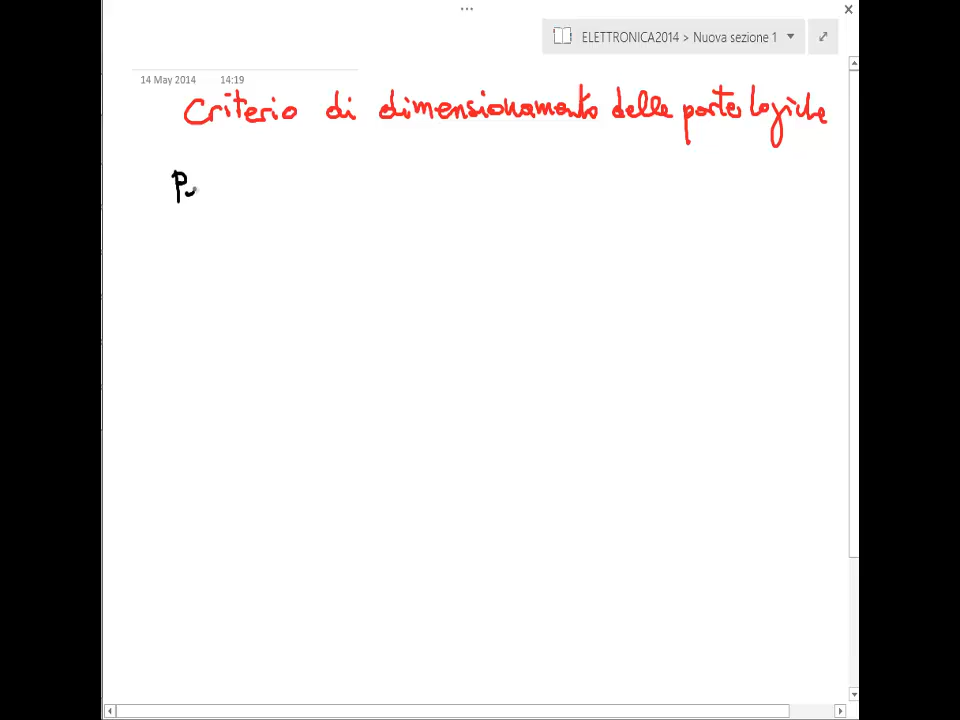 ELETTRONICA2014 > Nuova sezione 1
14 May 2014 14:19
Criterio di dimensionamento delle porte logiche
P